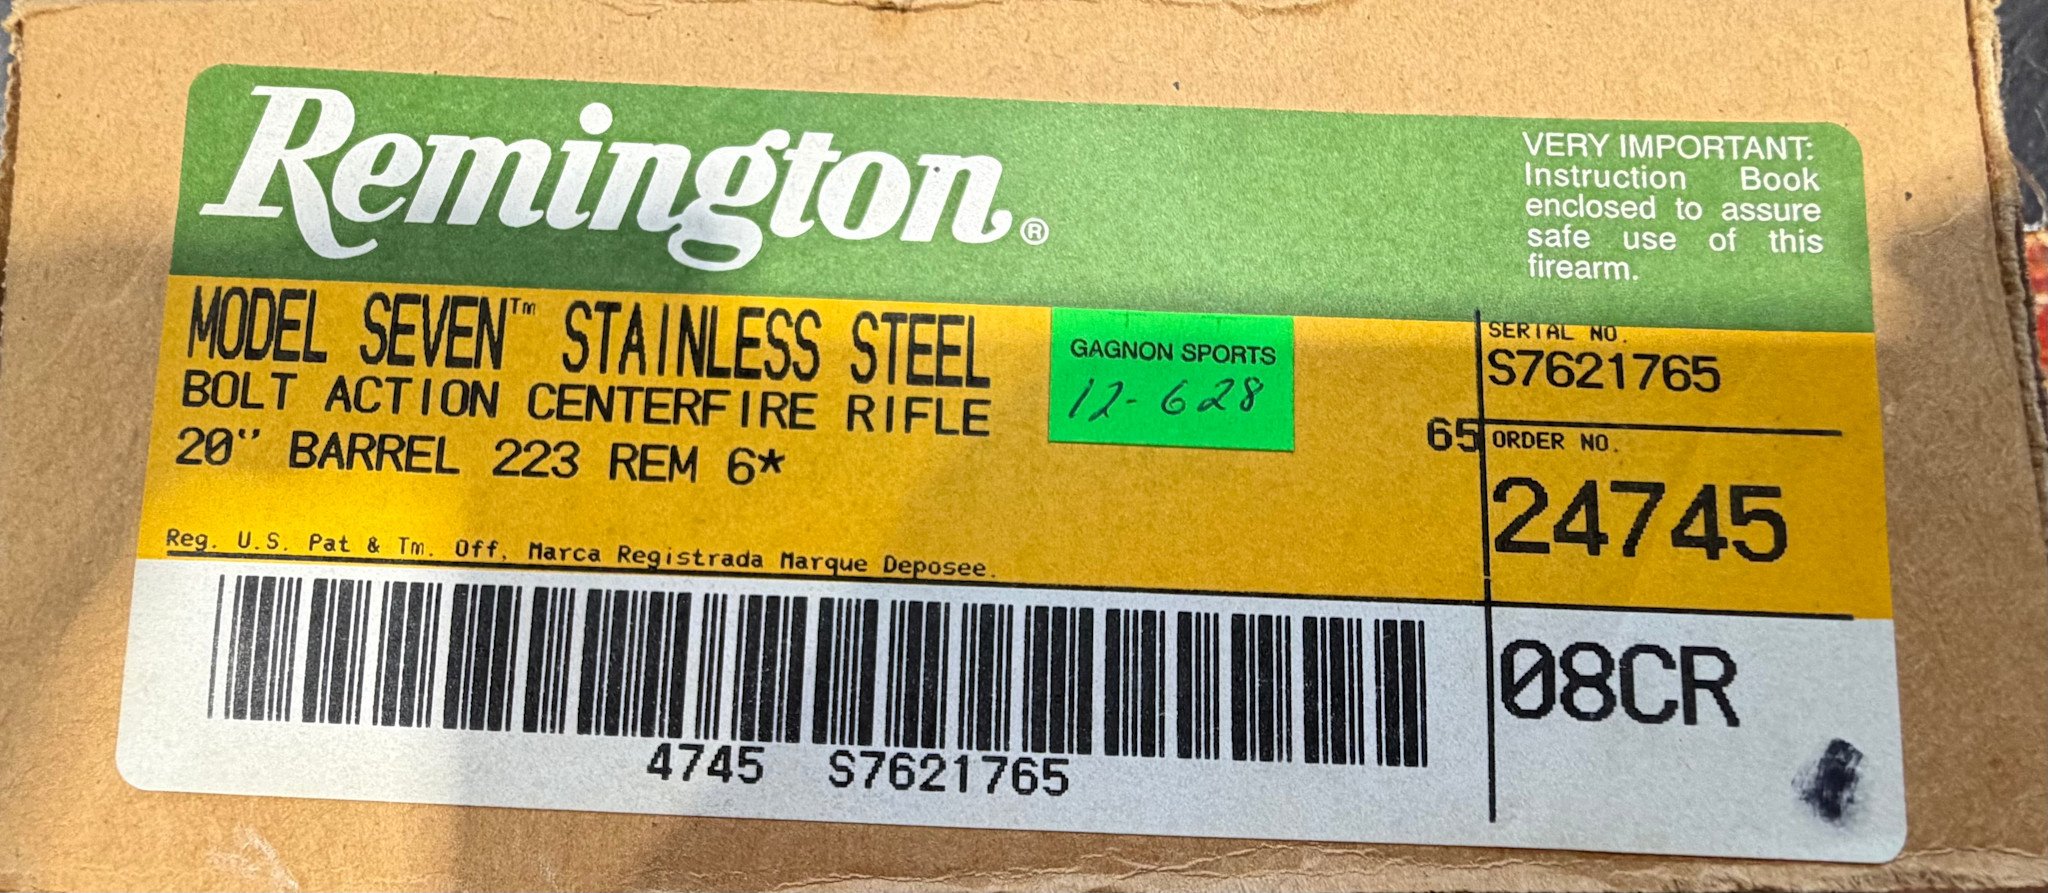 Remington®
VERY IMPORTANT:
Instruction Book
enclosed to assure
safe use of this
firearm.
MODEL SEVEN™ STAINLESS STEEL
BOLT ACTION CENTERFIRE RIFLE
20" BARREL 223 REM 6*
GAGNON SPORTS
12-628
SERIAL NO.
S7621765
65
ORDER NO.
24745
Reg. U.S. Pat & Tm. Off. Marca Registrada Marque Deposee.
08CR
4745 S7621765